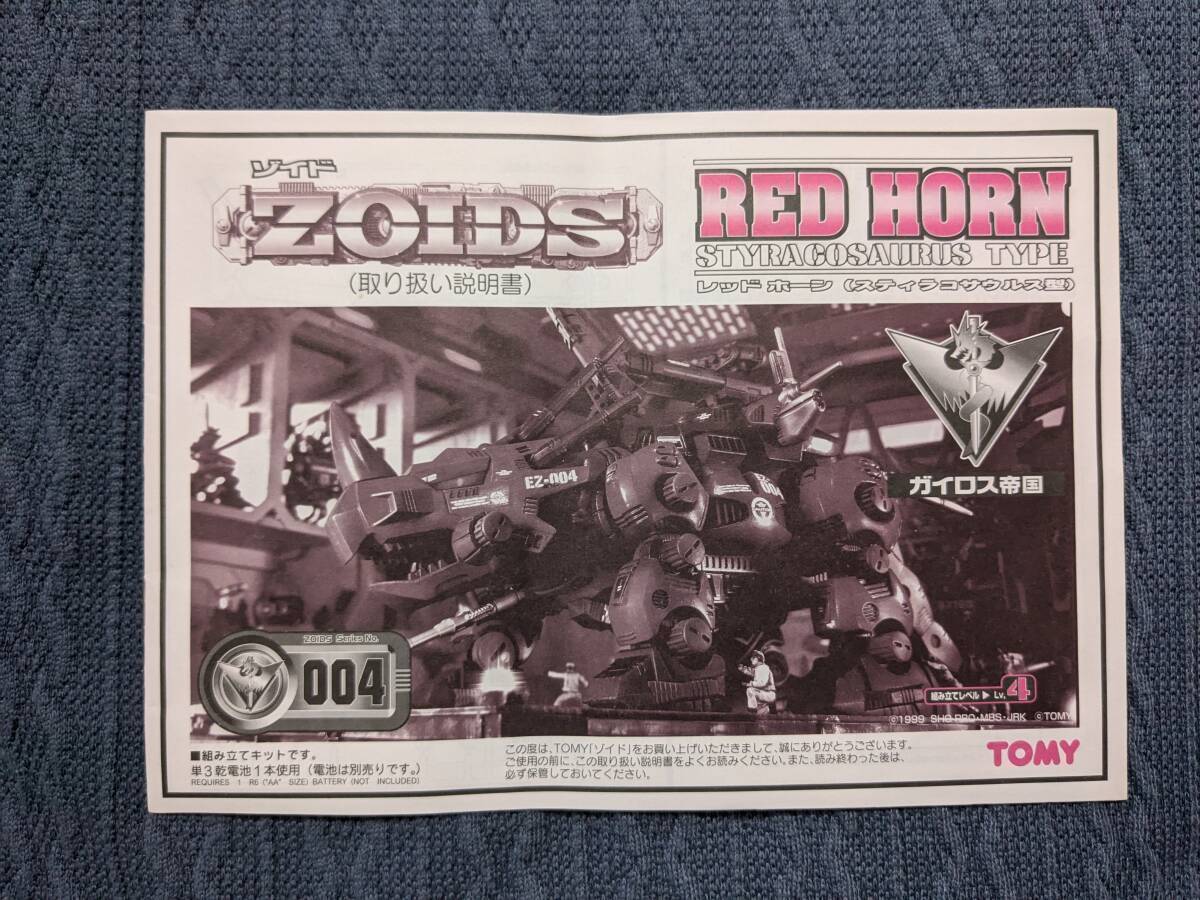 ゾイド
ZOIDS
(取り扱い説明書)
RED HORN
STYRACOSAURUS TYPE
レッド ホーン (スティラコサウルス型)
ガイロス帝国
EZ-004
004
ZOIDS Series No.
004
組み立てレベル ▶ Lv. 4
©1999 SHO-PRO・MBS・JRK ©TOMY
■組み立てキットです。
単3乾電池1本使用 (電池は別売りです。)
REQUIRES 1 R6 ("AA" SIZE) BATTERY (NOT INCLUDED)
この度は、TOMY「ゾイド」をお買い上げいただきまして、誠にありがとうございます。
ご使用の前に、この取り扱い説明書をよくお読みください。また、読み終わった後は、
必ず保管しておいてください。
TOMY